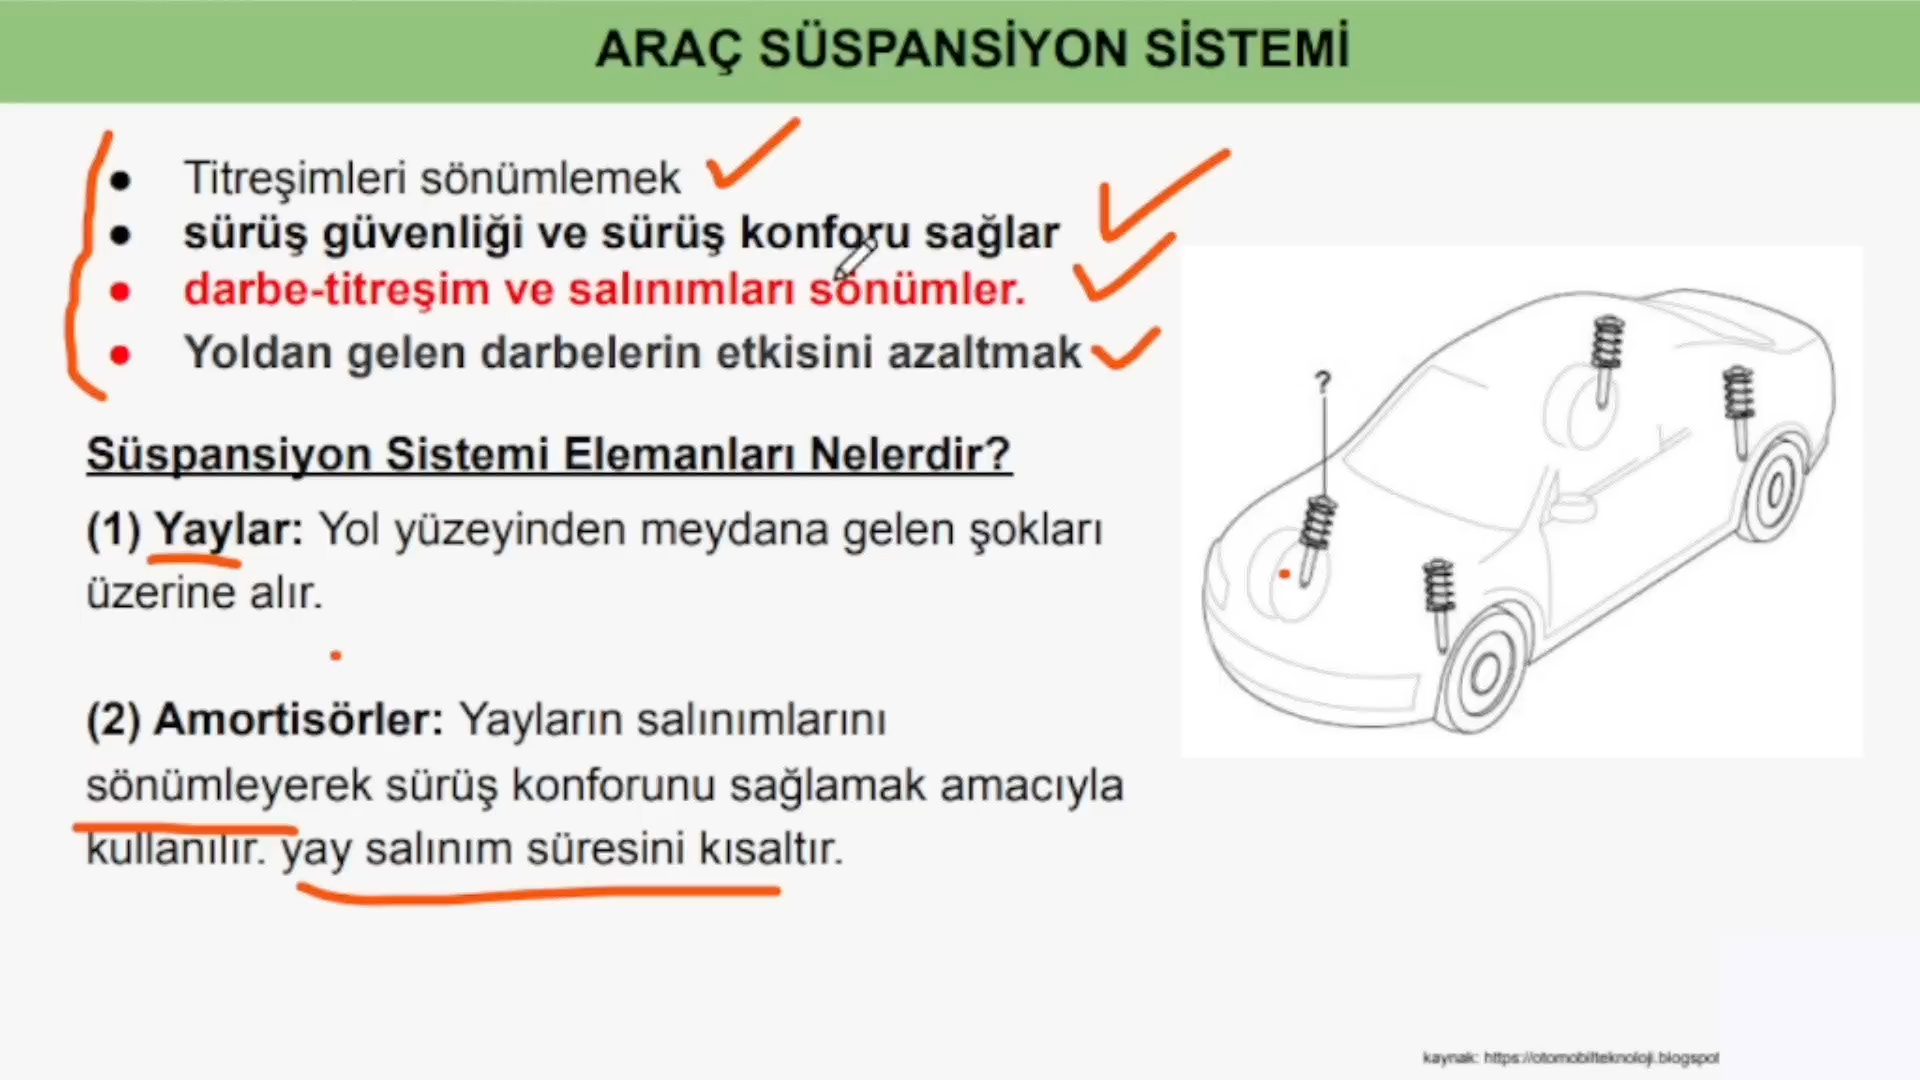 ARAÇ SÜSPANSİYON SİSTEMİ
● Titreşimleri sönümlemek
● sürüş güvenliği ve sürüş konforu sağlar
● darbe-titreşim ve salınımları sönümler.
● Yoldan gelen darbelerin etkisini azaltmak
Süspansiyon Sistemi Elemanları Nelerdir?
(1) Yaylar: Yol yüzeyinden meydana gelen şokları
üzerine alır.
(2) Amortisörler: Yayların salınımlarını
sönümleyerek sürüş konforunu sağlamak amacıyla
kullanılır. yay salınım süresini kısaltır.
?
kaynak: https://otomobilteknoloji.blogspot